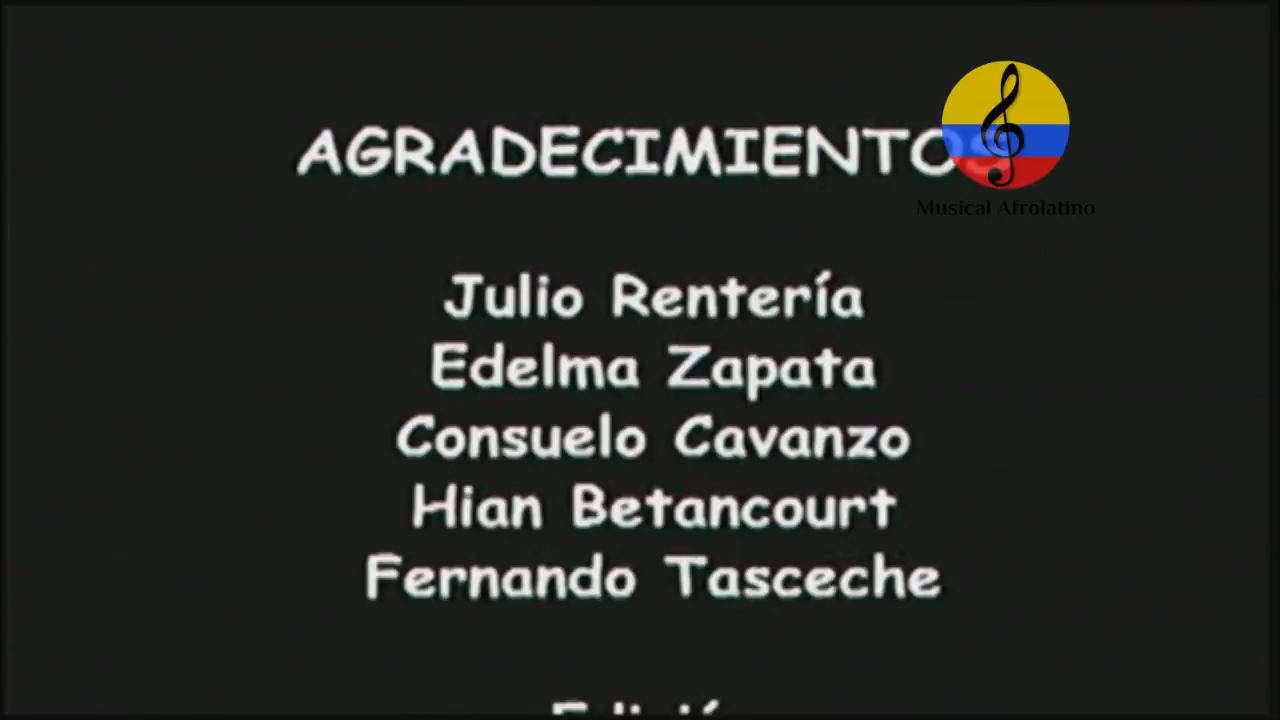 AGRADECIMIENTOS
Musical Afrolatino
Julio Rentería
Edelma Zapata
Consuelo Cavanzo
Hian Betancourt
Fernando Tasceche